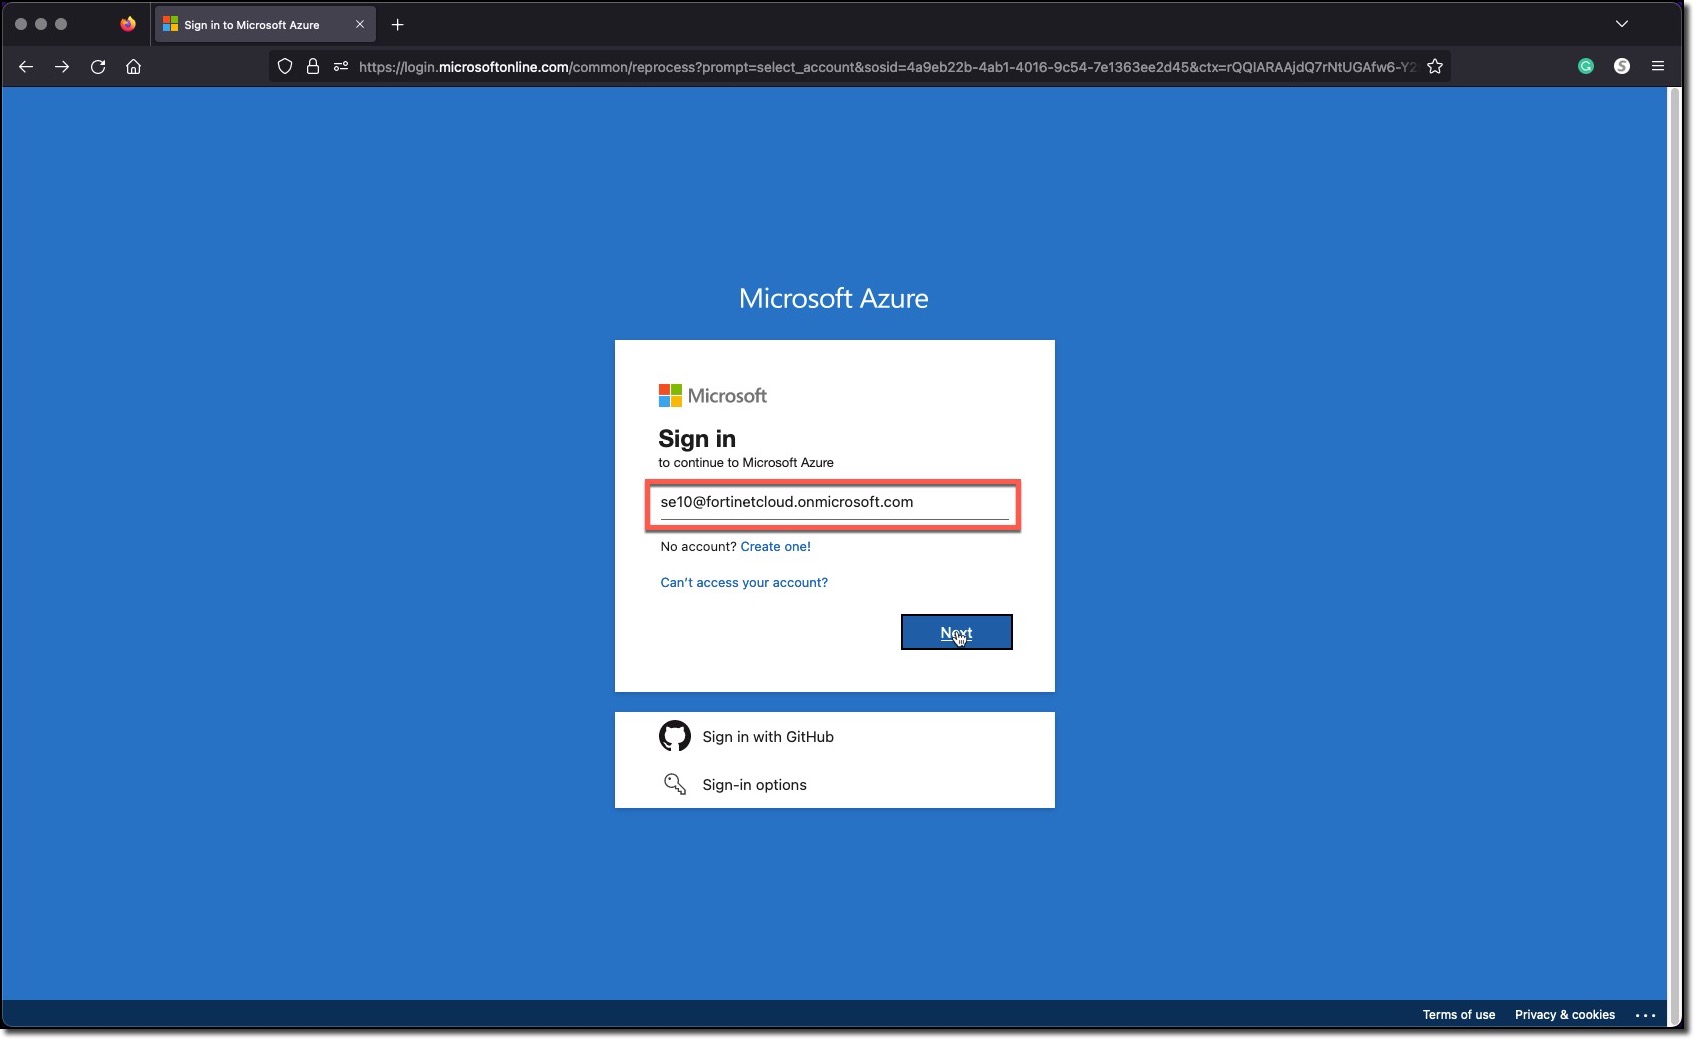 Sign in to Microsoft Azure
https://login.microsoftonline.com/common/reprocess?prompt=select_account&sosid=4a9eb22b-4ab1-4016-9c54-7e1363ee2d45&ctx=rQQIARAAjdQ7rNtUGAfw6-Y2
Microsoft Azure
Microsoft
Sign in
to continue to Microsoft Azure
se10@fortinetcloud.onmicrosoft.com
No account? Create one!
Can't access your account?
Next
Sign in with GitHub
Sign-in options
Terms of use Privacy & cookies ...